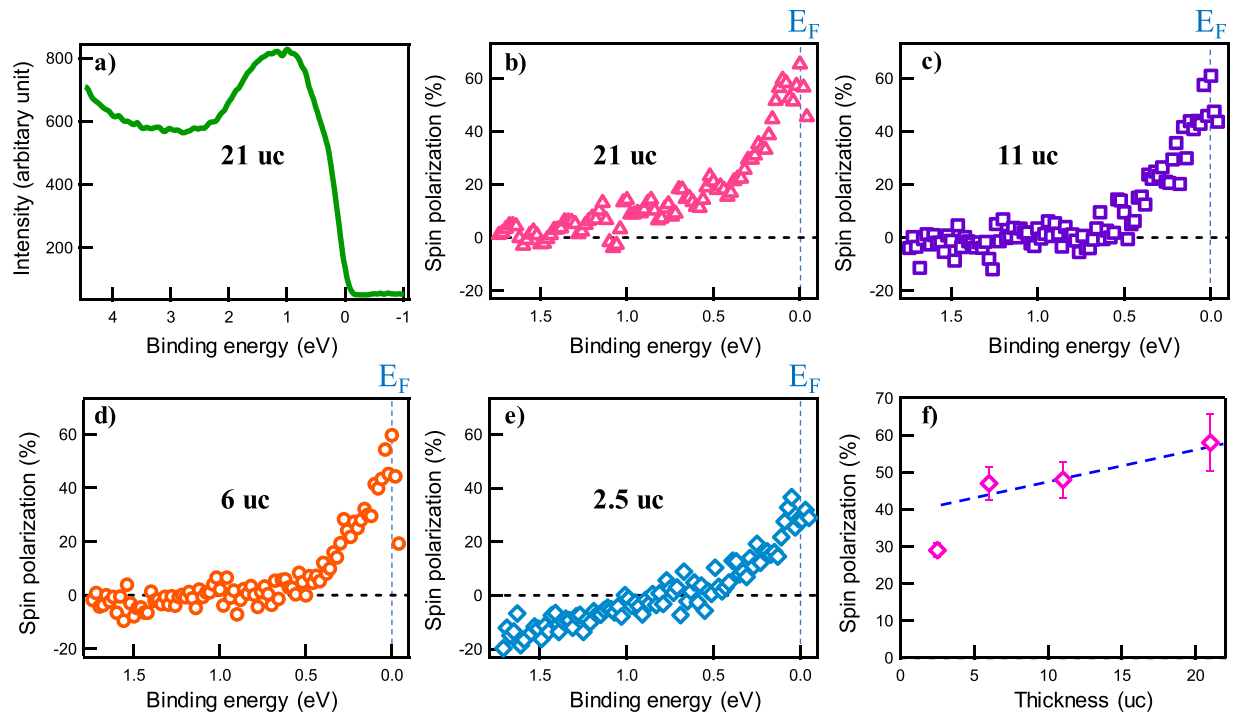 a)
21 uc
Intensity (arbitary unit)
800
600
400
200
4 3 2 1 0 -1
Binding energy (eV)
E_F
b)
21 uc
Spin polarization (%)
60
40
20
0
-20
1.5 1.0 0.5 0.0
Binding energy (eV)
E_F
c)
11 uc
Spin polarization (%)
60
40
20
0
-20
1.5 1.0 0.5 0.0
Binding energy (eV)
E_F
d)
6 uc
Spin polarization (%)
60
40
20
0
-20
1.5 1.0 0.5 0.0
Binding energy (eV)
E_F
e)
2.5 uc
Spin polarization (%)
60
40
20
0
-20
1.5 1.0 0.5 0.0
Binding energy (eV)
f)
Spin polarization (%)
70
60
50
40
30
20
10
0
0 5 10 15 20
Thickness (uc)